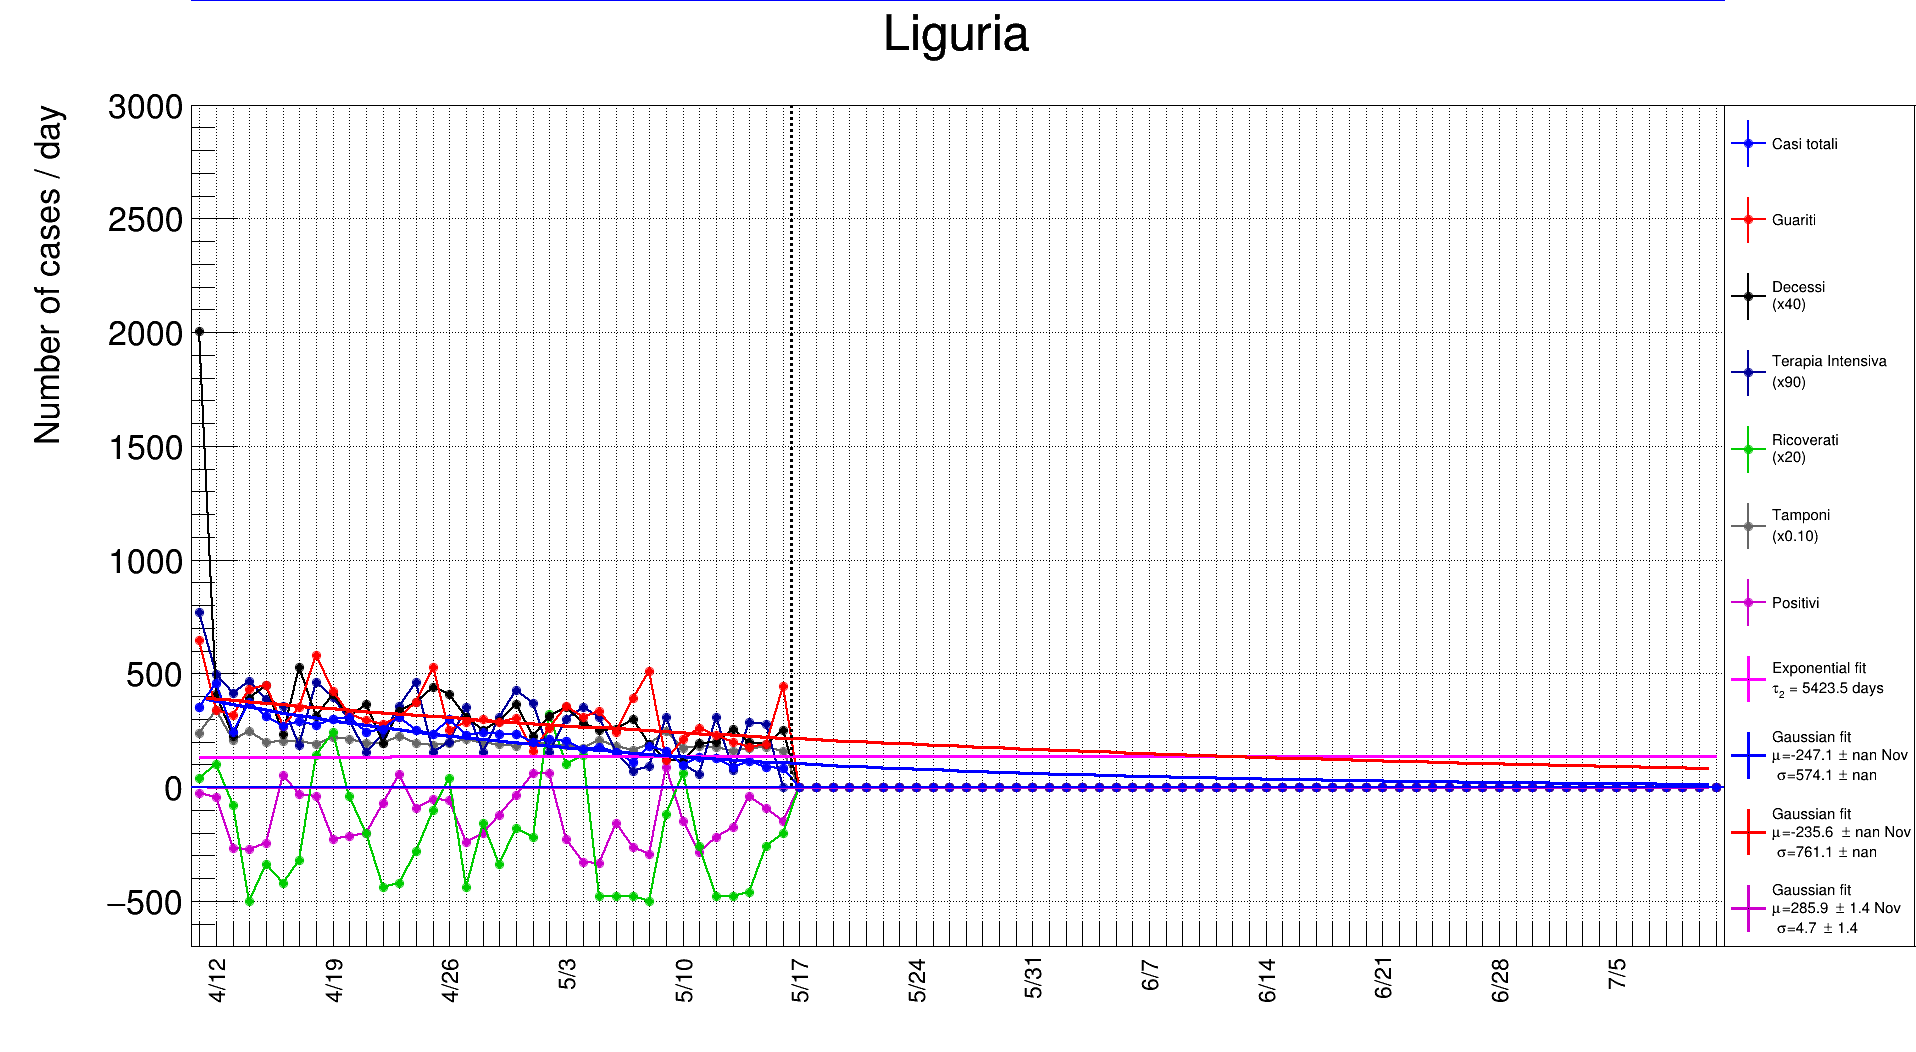 Liguria
Number of cases / day
3000
2500
2000
1500
1000
500
0
−500
4/12
4/19
4/26
5/3
5/10
5/17
5/24
5/31
6/7
6/14
6/21
6/28
7/5
Casi totali
Guariti
Decessi
(x40)
Terapia Intensiva
(x90)
Ricoverati
(x20)
Tamponi
(x0.10)
Positivi
Exponential fit
τ2 = 5423.5 days
Gaussian fit
μ=-247.1 ± nan Nov
σ=574.1 ± nan
Gaussian fit
μ=-235.6 ± nan Nov
σ=761.1 ± nan
Gaussian fit
μ=285.9 ± 1.4 Nov
σ=4.7 ± 1.4